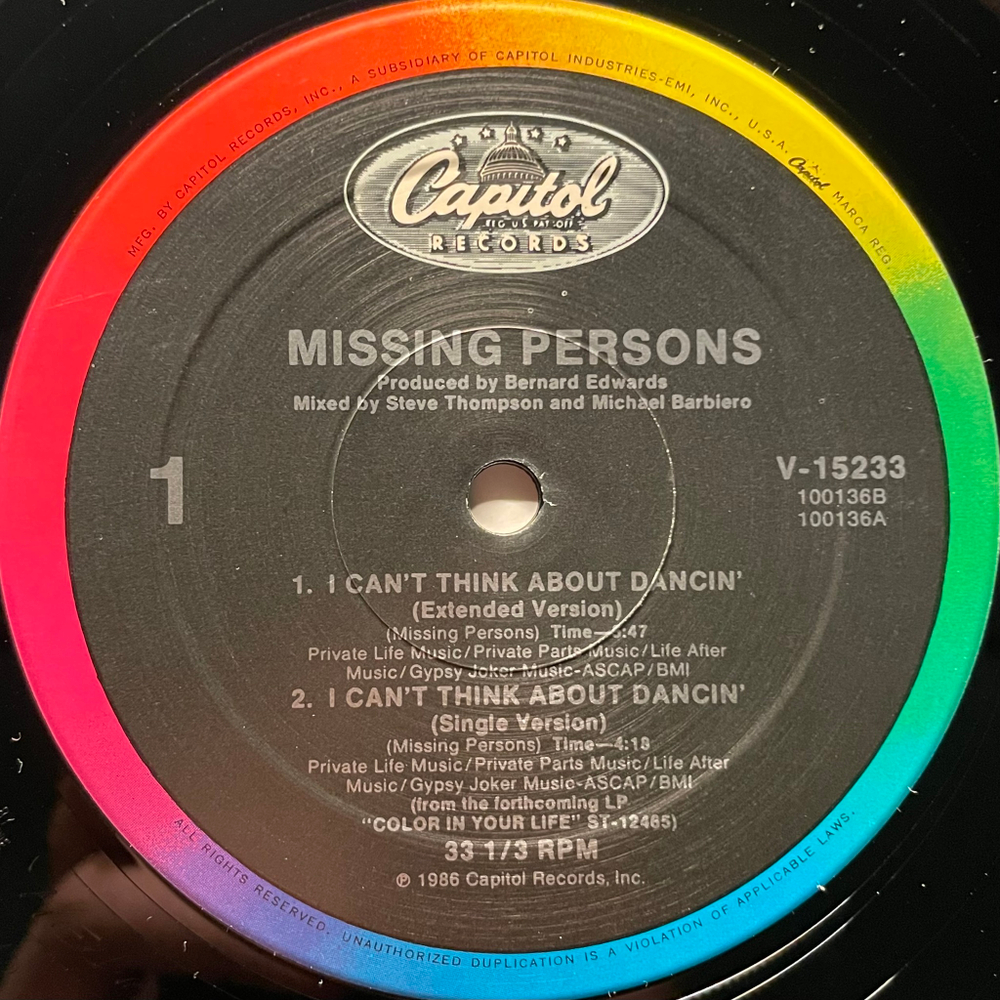 MFG. BY CAPITOL RECORDS, INC., A SUBSIDIARY OF CAPITOL INDUSTRIES-EMI, INC., U.S.A. Capitol MARCA REG.
Capitol
REG. U.S. PAT. OFF.
RECORDS
MISSING PERSONS
Produced by Bernard Edwards
Mixed by Steve Thompson and Michael Barbiero
1
V-15233
100136B
100136A
1. I CAN'T THINK ABOUT DANCIN'
(Extended Version)
(Missing Persons) Time—
Private Life Music/Private Parts Music/Life After
Music/Gypsy Joker Music-ASCAP/BMI
2. I CAN'T THINK ABOUT DANCIN'
(Single Version)
(Missing Persons) Time—4:18
Private Life Music/Private Parts Music/Life After
Music/Gypsy Joker Music-ASCAP/BMI
(from the forthcoming LP
"COLOR IN YOUR LIFE" ST-12465)
33 1/3 RPM
℗ 1986 Capitol Records, Inc.
ALL RIGHTS RESERVED. UNAUTHORIZED DUPLICATION IS A VIOLATION OF APPLICABLE LAWS.